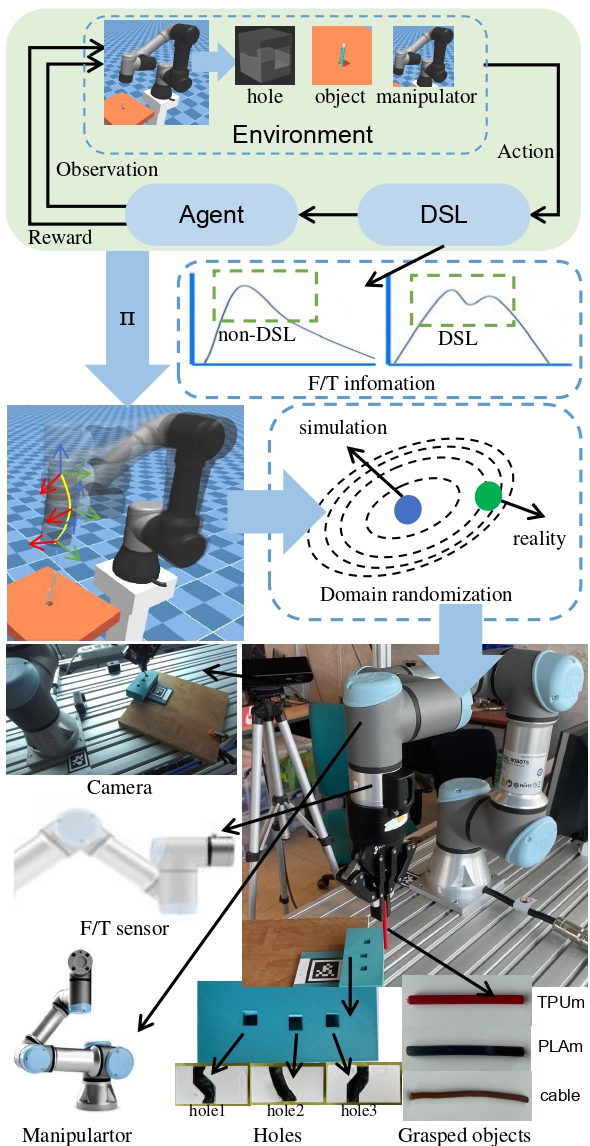 hole
object
manipulator
Environment
Observation
Action
Agent
DSL
Reward
π
non-DSL
DSL
F/T infomation
simulation
reality
Domain randomization
Camera
F/T sensor
TPUm
PLAm
cable
hole1
hole2
hole3
Manipulartor
Holes
Grasped objects